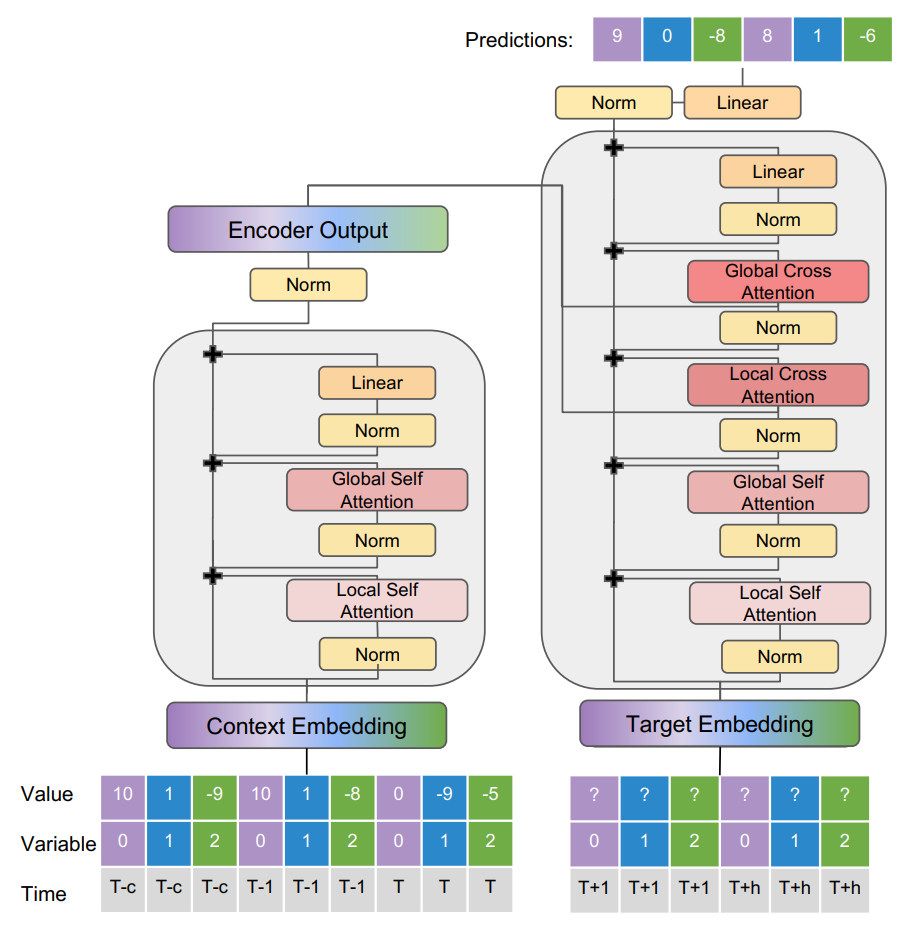 Predictions: 9 0 -8 8 1 -6
Norm Linear
Linear
Norm
Global Cross
Attention
Norm
Local Cross
Attention
Norm
Global Self
Attention
Norm
Local Self
Attention
Norm
Target Embedding
Encoder Output
Norm
Linear
Norm
Global Self
Attention
Norm
Local Self
Attention
Norm
Context Embedding
Value 10 1 -9 10 1 -8 0 -9 -5
Variable 0 1 2 0 1 2 0 1 2
Time T-c T-c T-c T-1 T-1 T-1 T T T
? ? ? ? ? ?
0 1 2 0 1 2
T+1 T+1 T+1 T+h T+h T+h